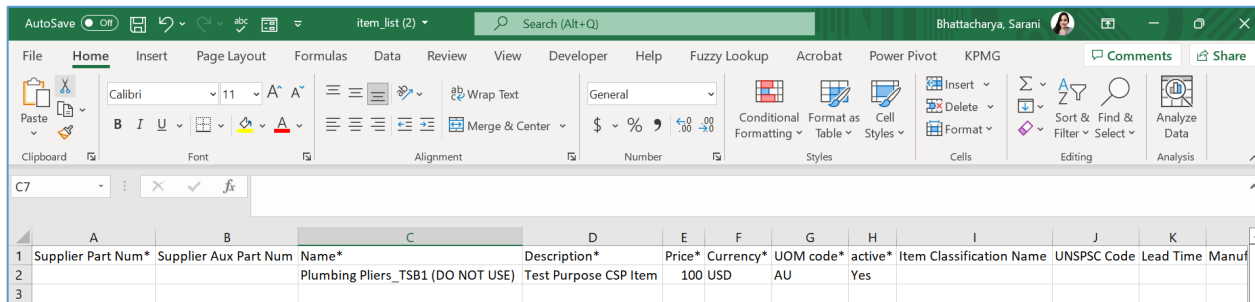 AutoSave Off abc item_list (2) Search (Alt+Q) Bhattacharya, Sarani
File Home Insert Page Layout Formulas Data Review View Developer Help Fuzzy Lookup Acrobat Power Pivot KPMG Comments Share
Paste
Clipboard
Calibri 11 A A
B I U A
Font
ab Wrap Text
Merge & Center
Alignment
General
$ % 9 .00 .00
Number
Conditional Formatting
Format as Table
Cell Styles
Styles
Insert
Delete
Format
Cells
Sort & Filter
Find & Select
Editing
Analyze Data
Analysis
C7 fx
A B C D E F G H I J K
1 Supplier Part Num* Supplier Aux Part Num Name* Description* Price* Currency* UOM code* active* Item Classification Name UNSPSC Code Lead Time Manuf
2 Plumbing Pliers_TSB1 (DO NOT USE) Test Purpose CSP Item 100 USD AU Yes
3